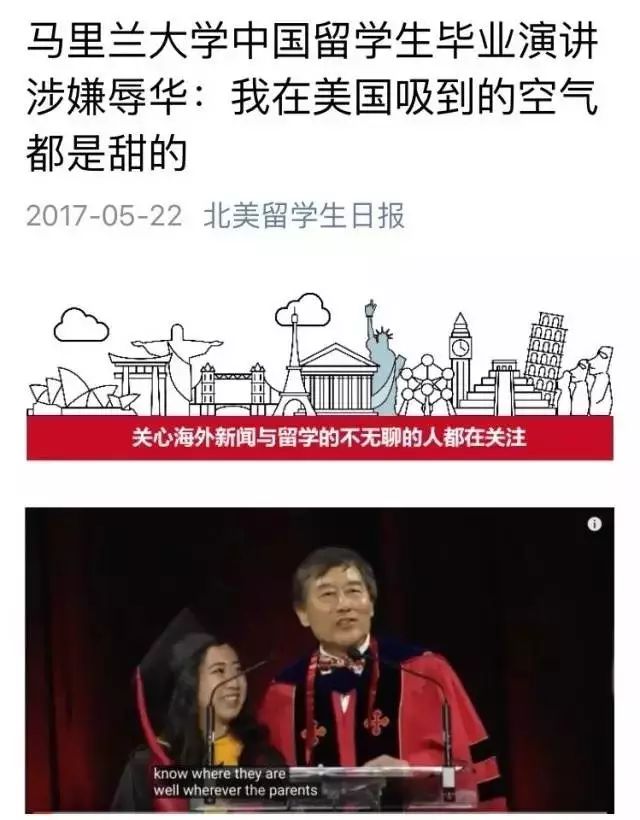 马里兰大学中国留学生毕业演讲
涉嫌辱华：我在美国吸到的空气
都是甜的
2017-05-22 北美留学生日报
关心海外新闻与留学的不无聊的人都在关注
know where they are
well wherever the parents